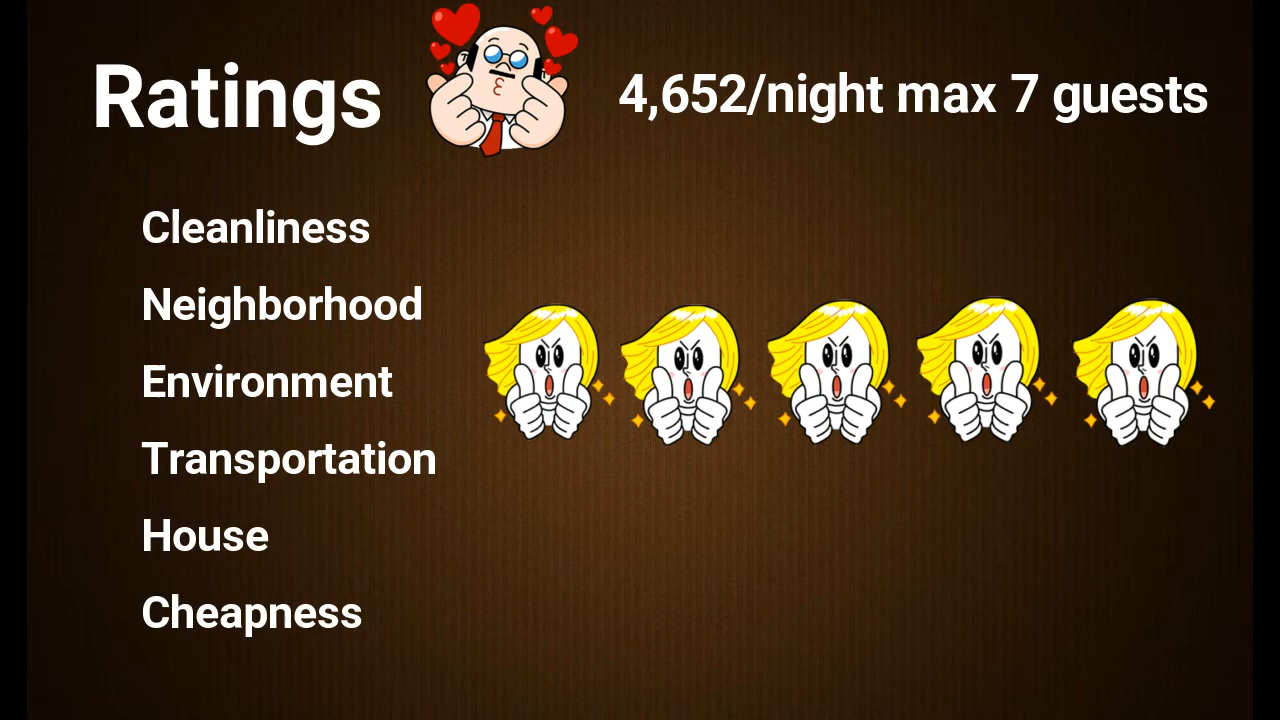 Ratings
4,652/night max 7 guests
Cleanliness
Neighborhood
Environment
Transportation
House
Cheapness